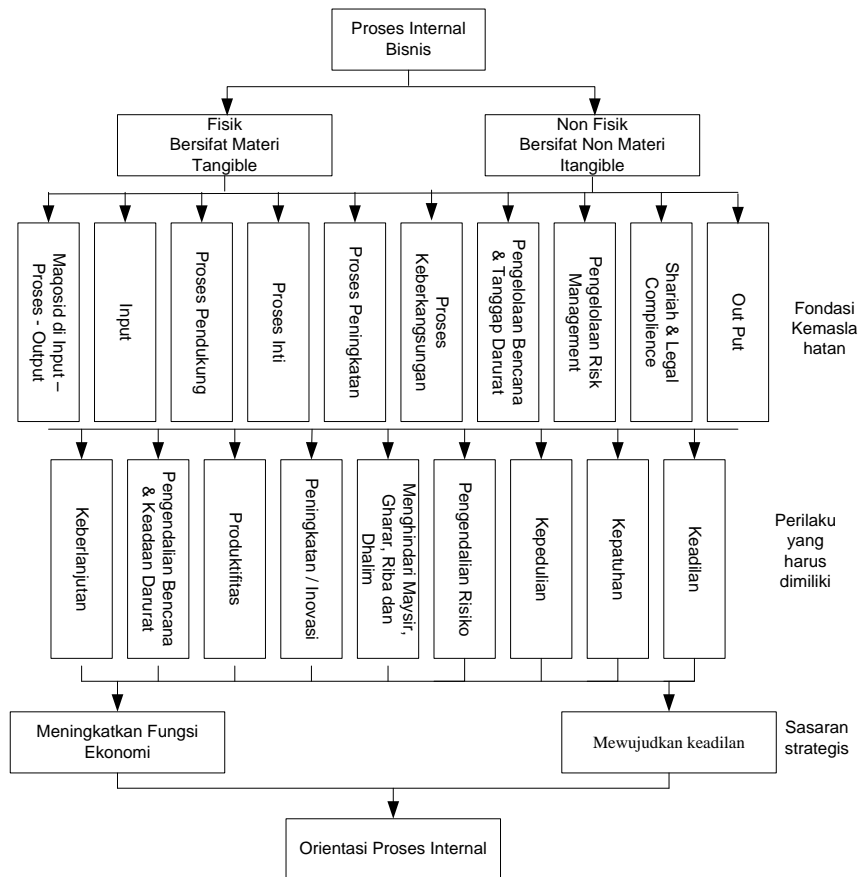 Proses Internal
Bisnis
Fisik
Bersifat Materi
Tangible
Non Fisik
Bersifat Non Materi
Itangible
Maqosid di Input –
Proses - Output
Input
Proses Pendukung
Proses Inti
Proses Peningkatan
Proses
Keberkangsungan
Pengelolaan Bencana
& Tanggap Darurat
Pengelolaan Risk
Management
Shariah & Legal
Complience
Out Put
Fondasi
Kemasla
hatan
Keberlanjutan
Pengendalian Bencana
& Keadaan Darurat
Produktifitas
Peningkatan / Inovasi
Menghindari Maysir,
Gharar, Riba dan
Dhalim
Pengendalian Risiko
Kepedulian
Kepatuhan
Keadilan
Perilaku
yang
harus
dimiliki
Meningkatkan Fungsi
Ekonomi
Mewujudkan keadilan
Sasaran
strategis
Orientasi Proses Internal